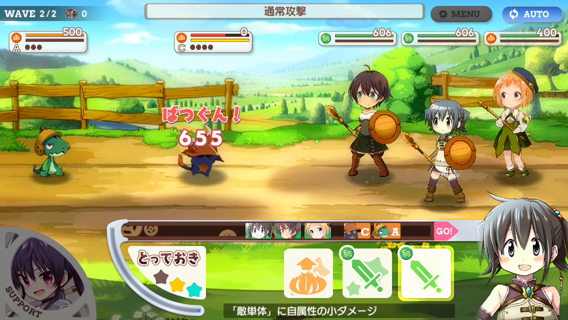 WAVE 2/2 0
通常攻撃
MENU
AUTO
500
A
0
C
606
606
400
ばつぐん!
655
C
A
GO!
とっておき
SUPPORT
「敵単体」に自属性の小ダメージ